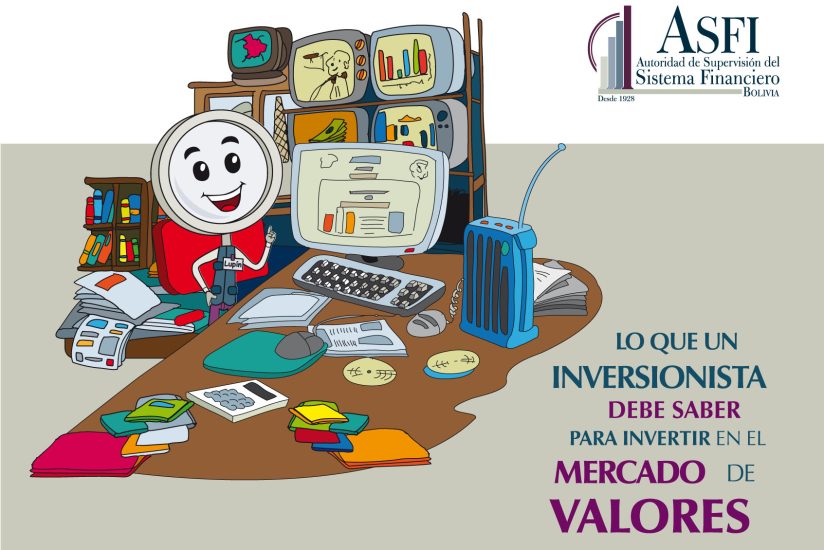 ASFI
Autoridad de Supervisión del
Sistema Financiero
BOLIVIA
Desde 1928
LO QUE UN
INVERSIONISTA
DEBE SABER
PARA INVERTIR EN EL
MERCADO DE
VALORES